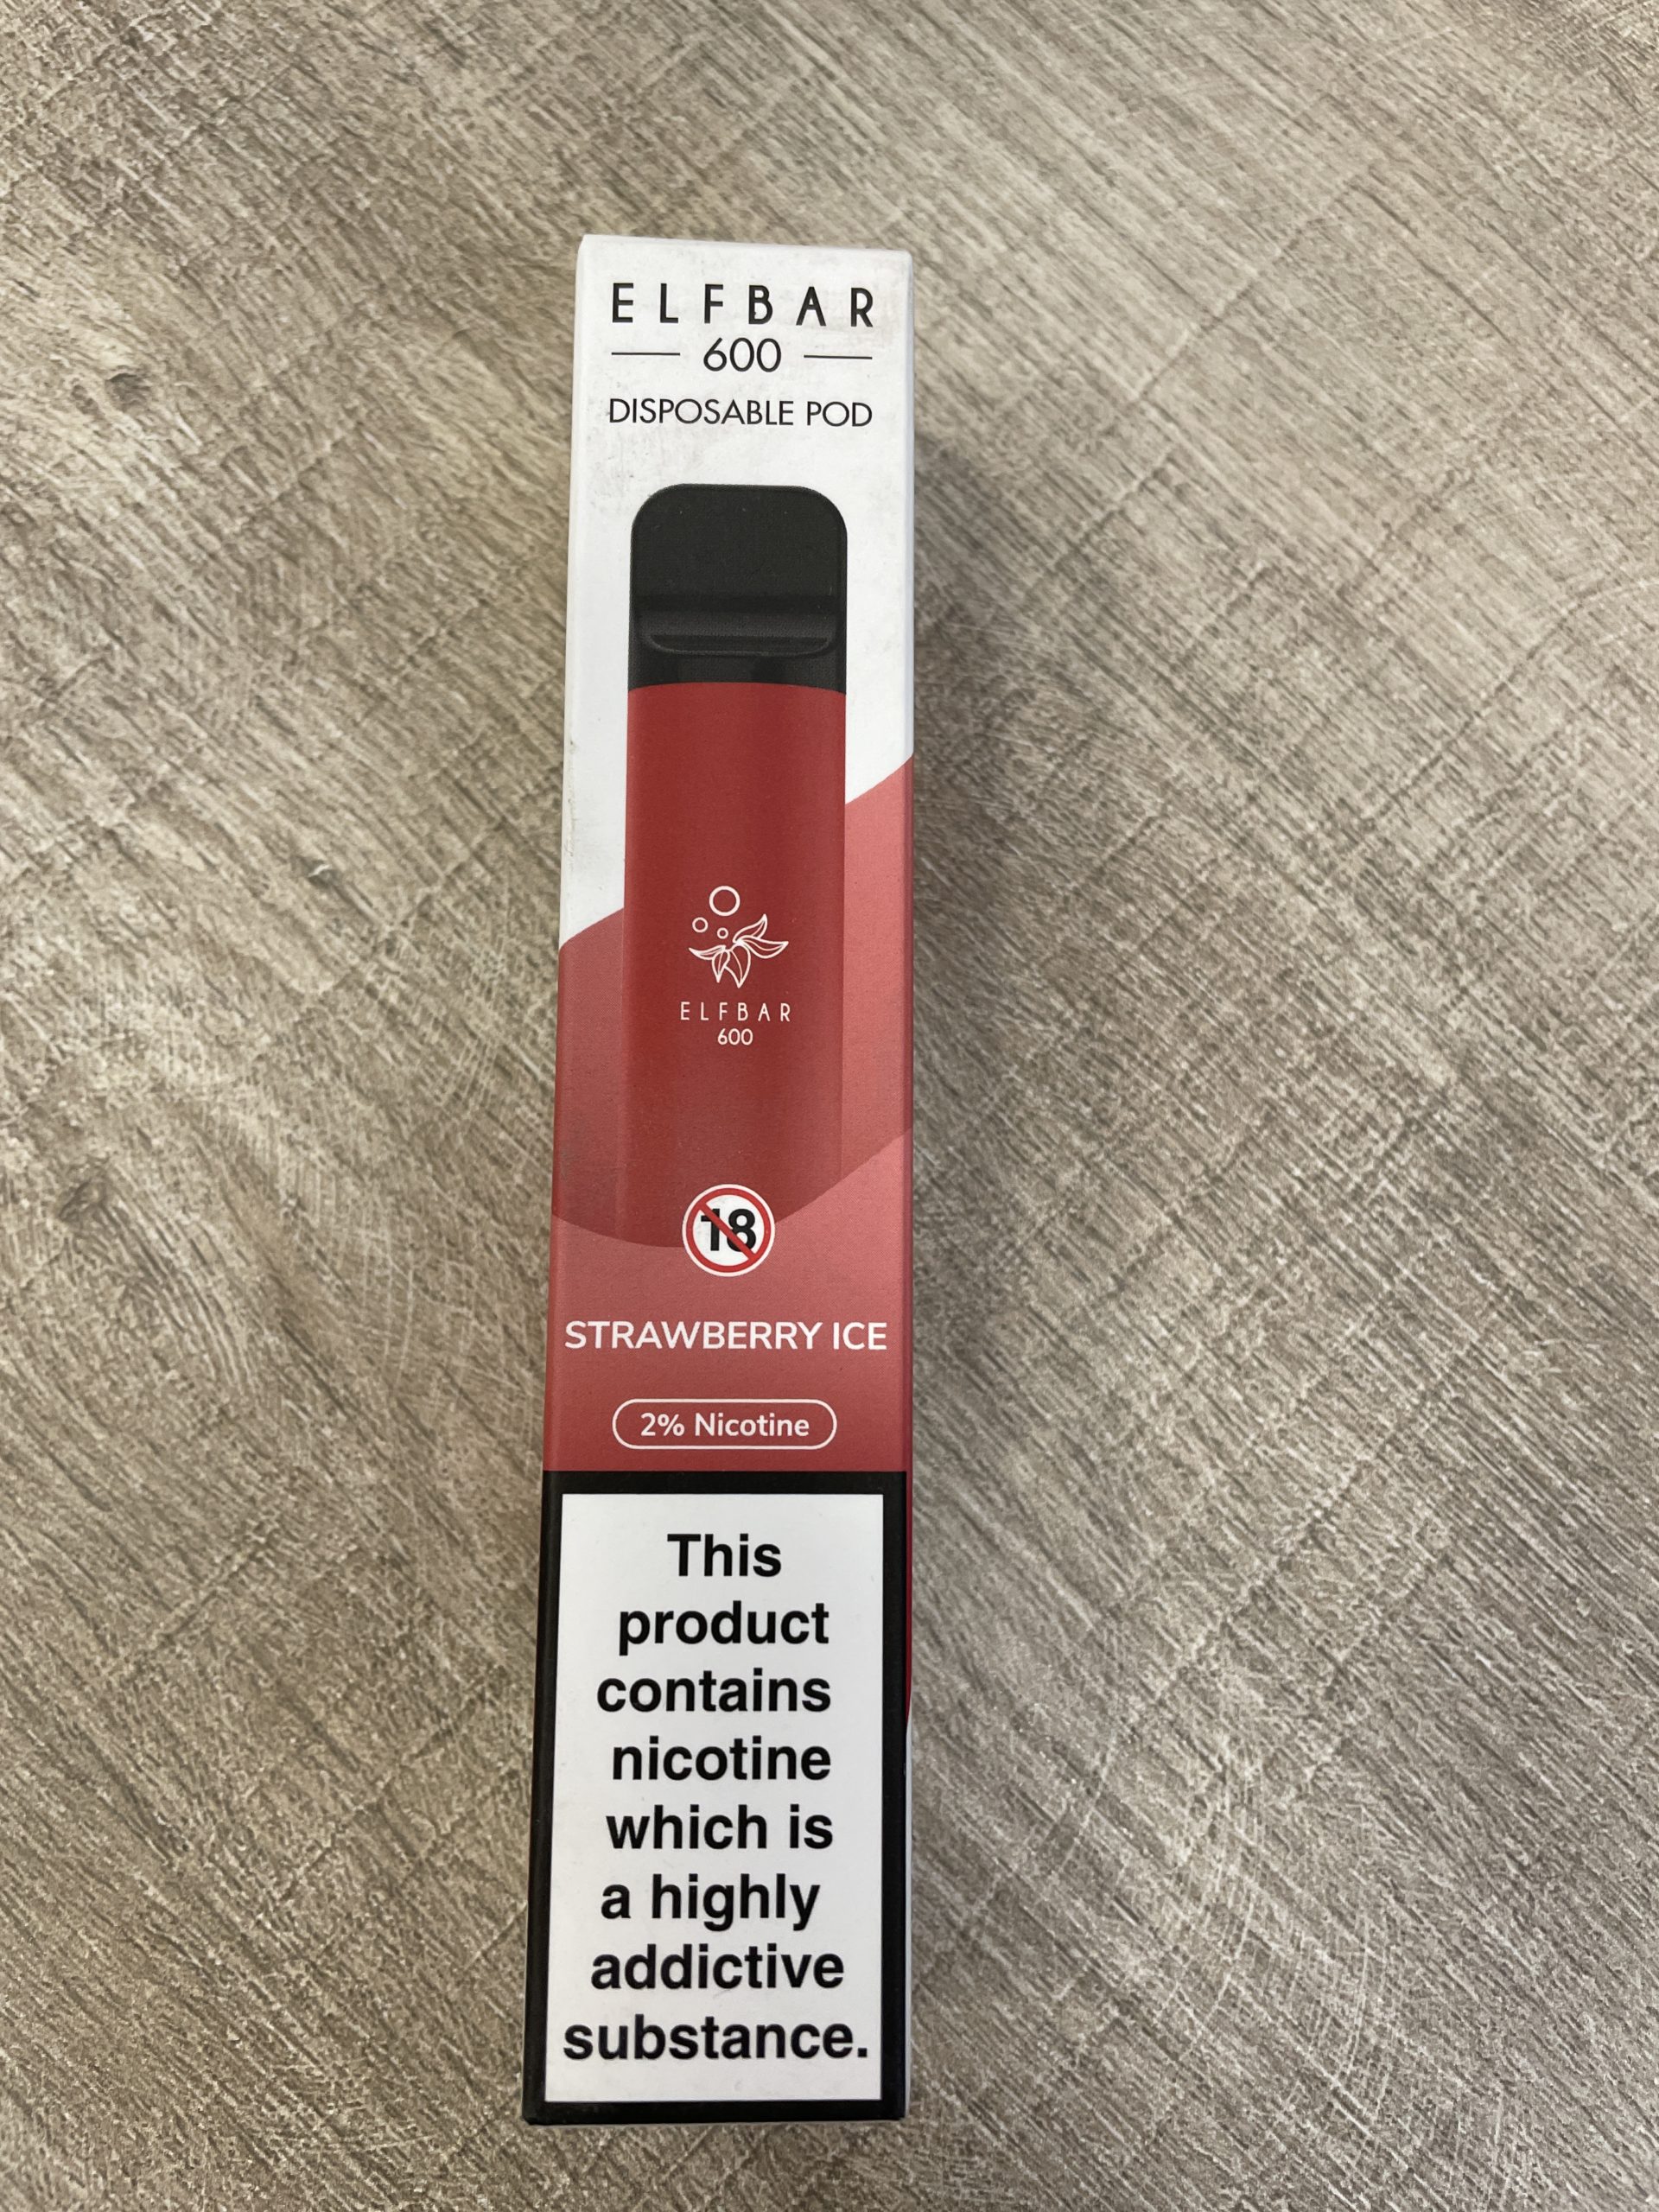 ELFBAR
600
DISPOSABLE POD
ELFBAR
600
18
STRAWBERRY ICE
2% Nicotine
This
product
contains
nicotine
which is
a highly
addictive
substance.